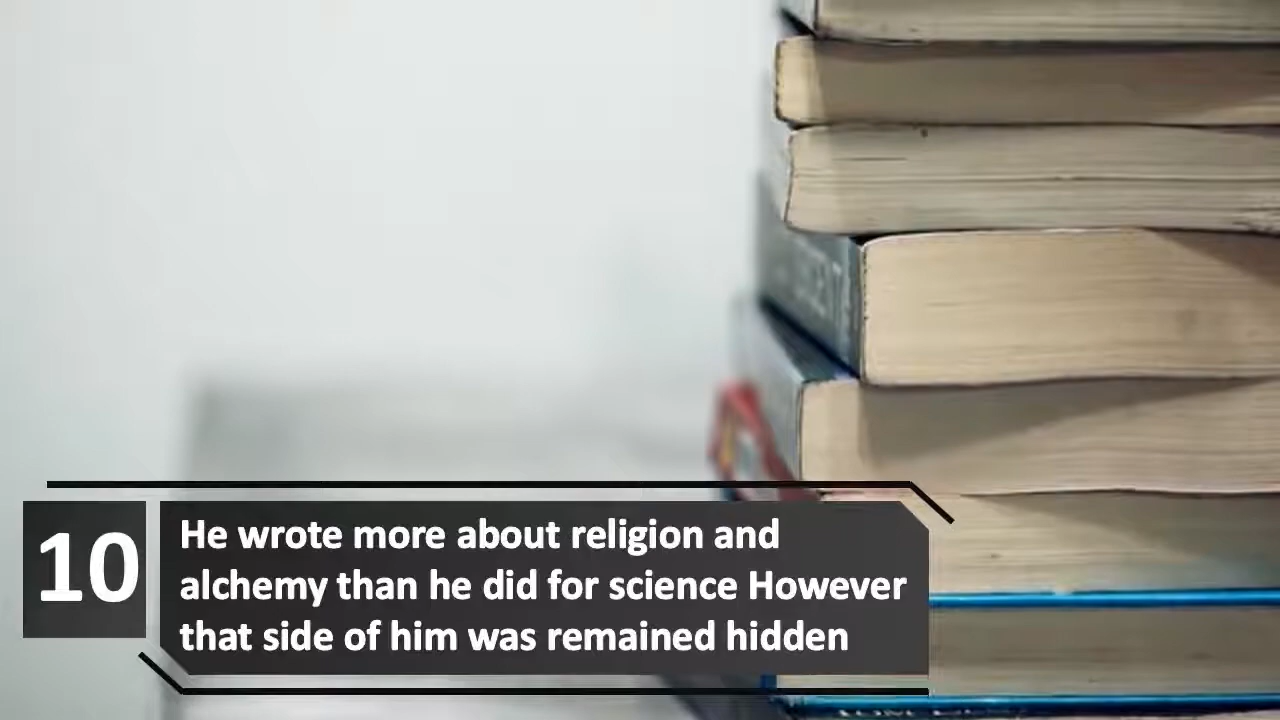 10
He wrote more about religion and
alchemy than he did for science However
that side of him was remained hidden